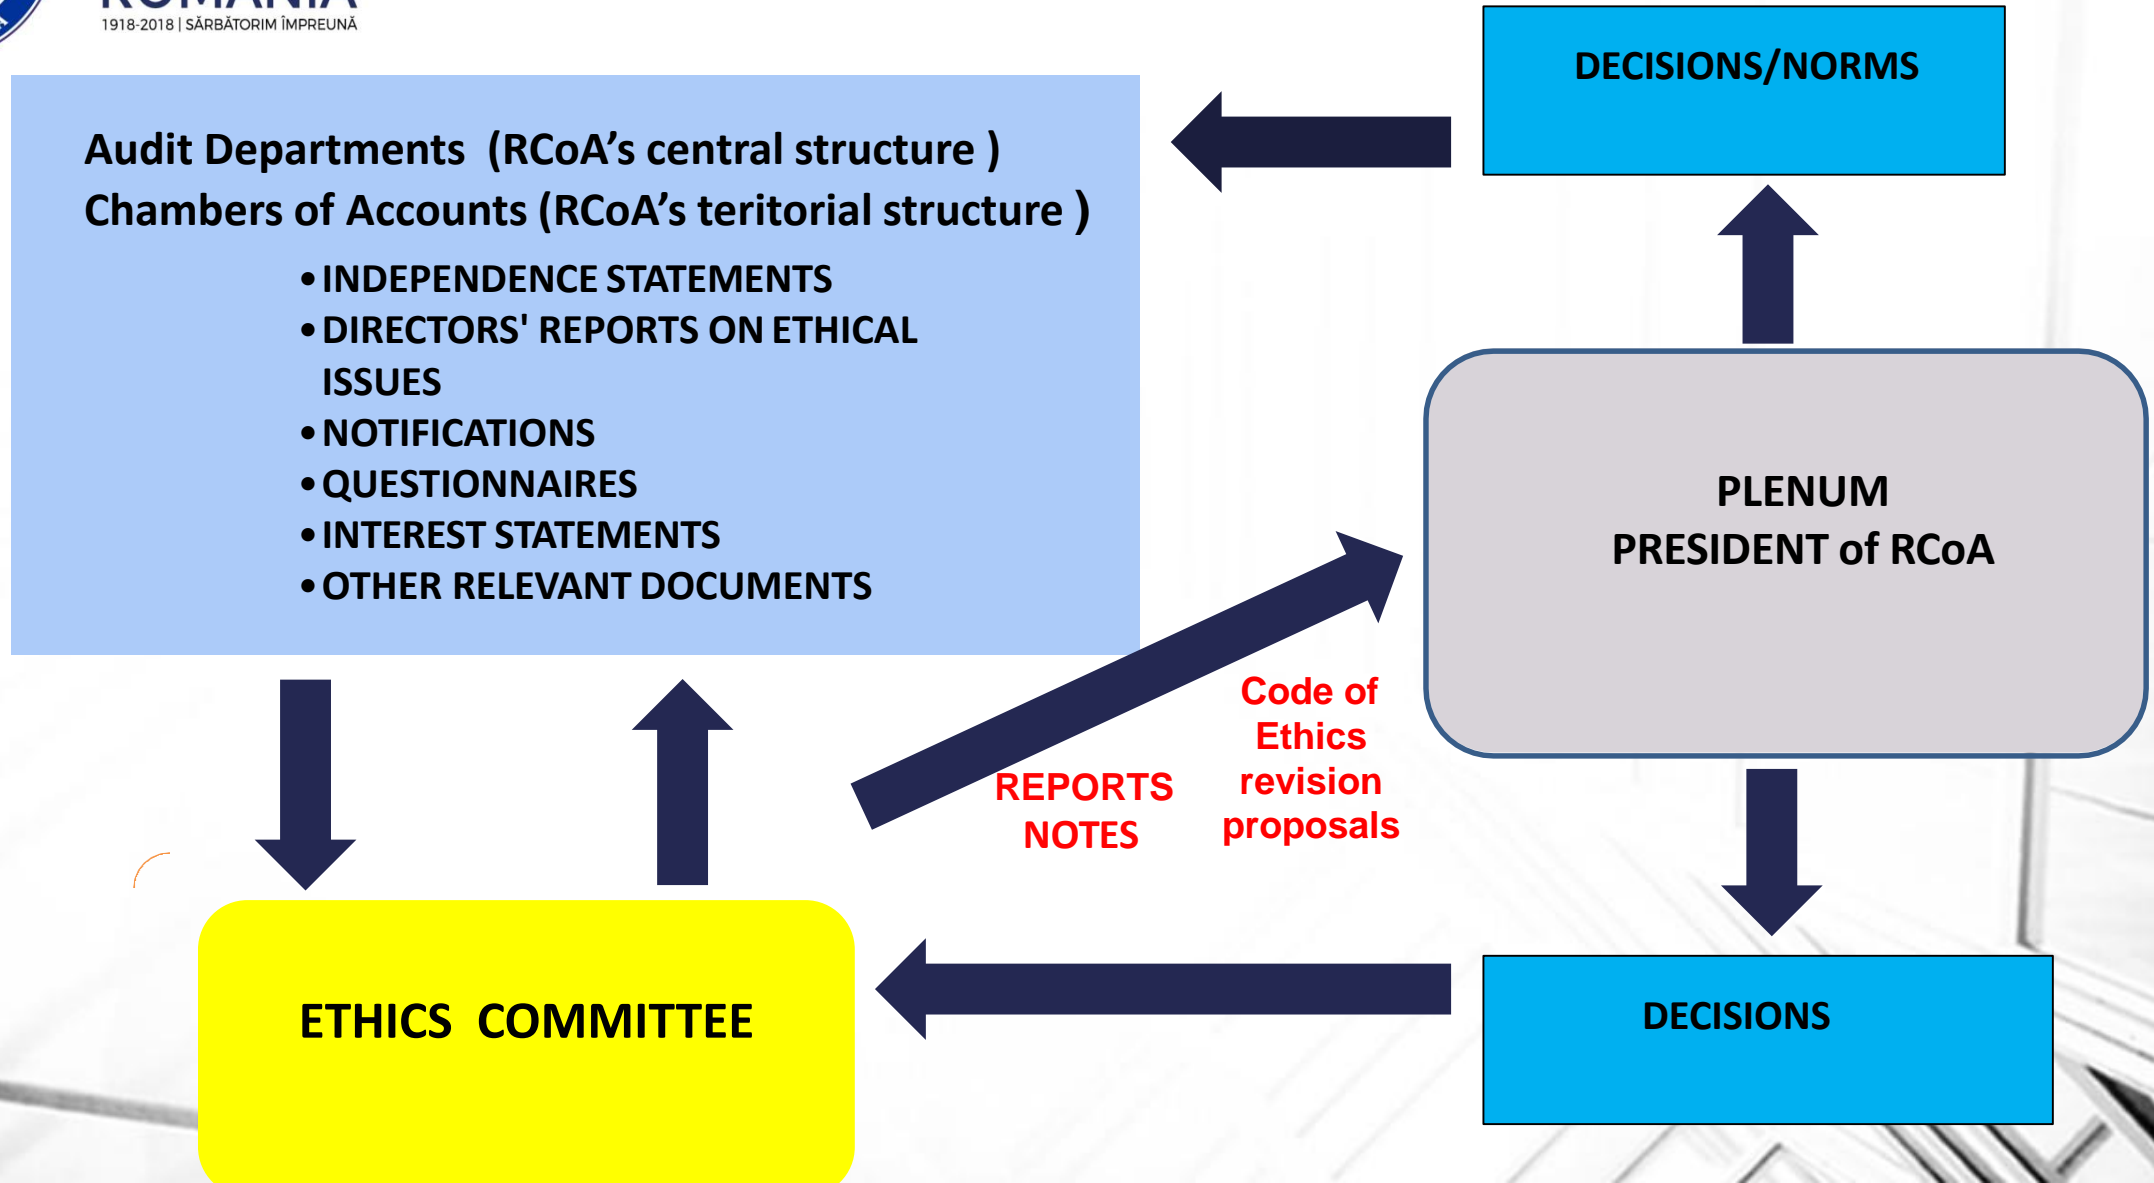 ROMANIA
1918-2018 | SĂRBĂTORIM ÎMPREUNĂ
DECISIONS/NORMS
Audit Departments (RCoA’s central structure )
Chambers of Accounts (RCoA’s teritorial structure )
•INDEPENDENCE STATEMENTS
•DIRECTORS' REPORTS ON ETHICAL
ISSUES
•NOTIFICATIONS
•QUESTIONNAIRES
•INTEREST STATEMENTS
•OTHER RELEVANT DOCUMENTS
PLENUM
PRESIDENT of RCoA
REPORTS
NOTES
Code of
Ethics
revision
proposals
ETHICS COMMITTEE
DECISIONS